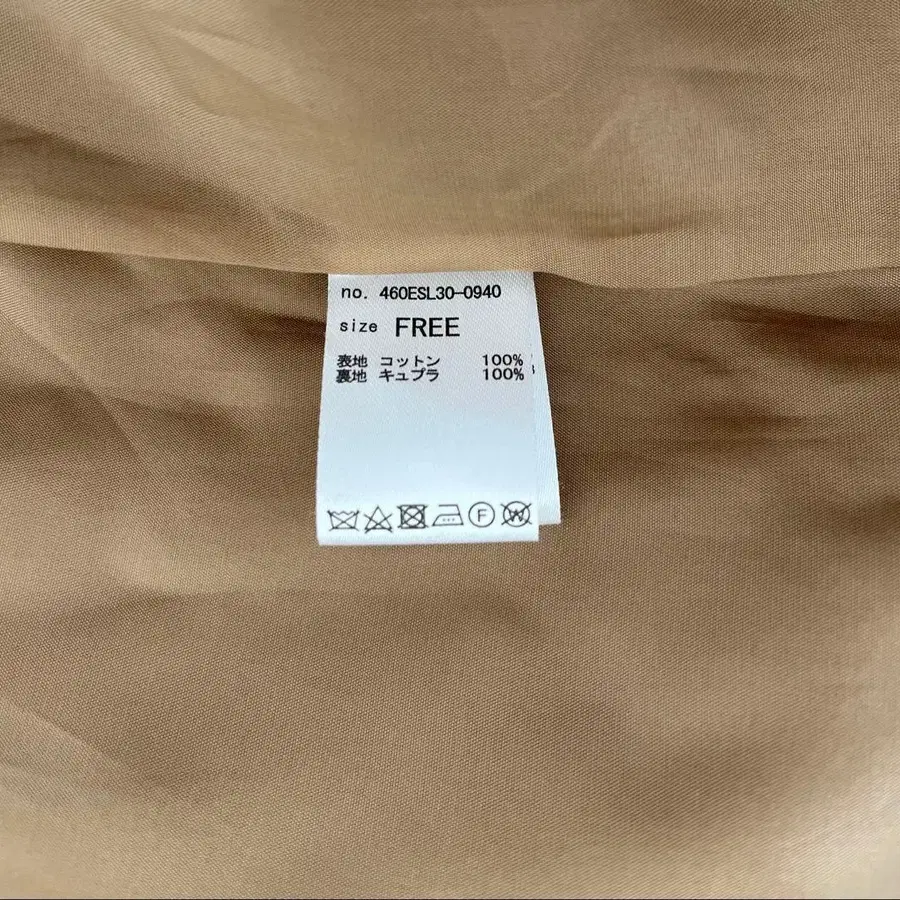 no. 460ESL30-0940
size FREE
表地 コットン 100%
裏地 キュプラ 100%
F
W